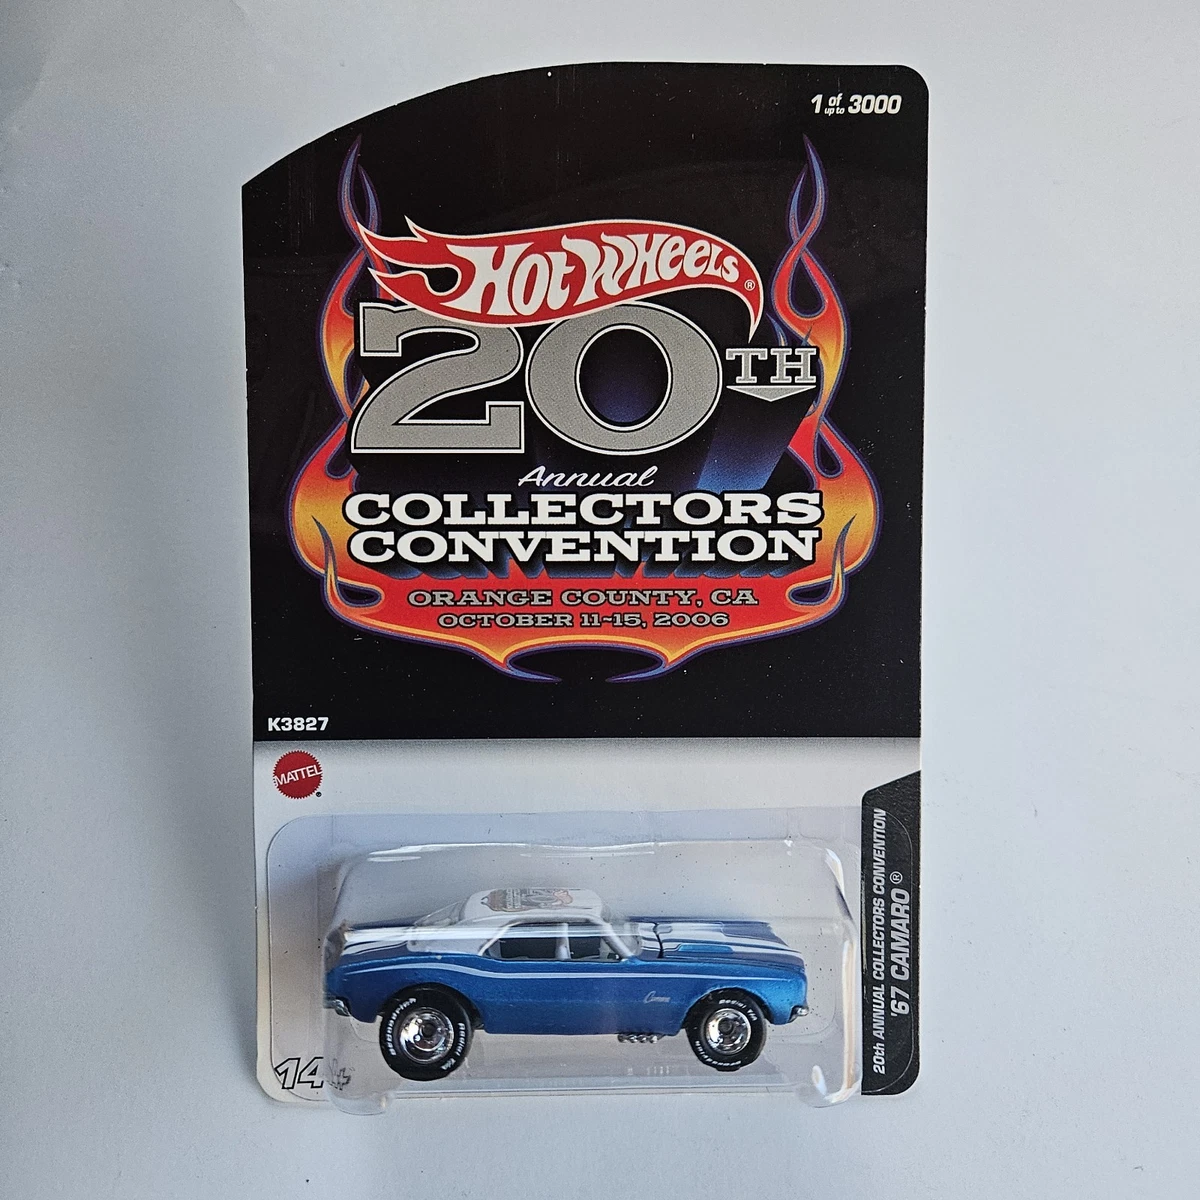 1 of up to 3000
HOT WHEELS®
20TH
Annual
COLLECTORS
CONVENTION
ORANGE COUNTY, CA
OCTOBER 11~15, 2006
K3827
MATTEL
20th ANNUAL COLLECTORS CONVENTION
'67 CAMARO®
Camaro
14+